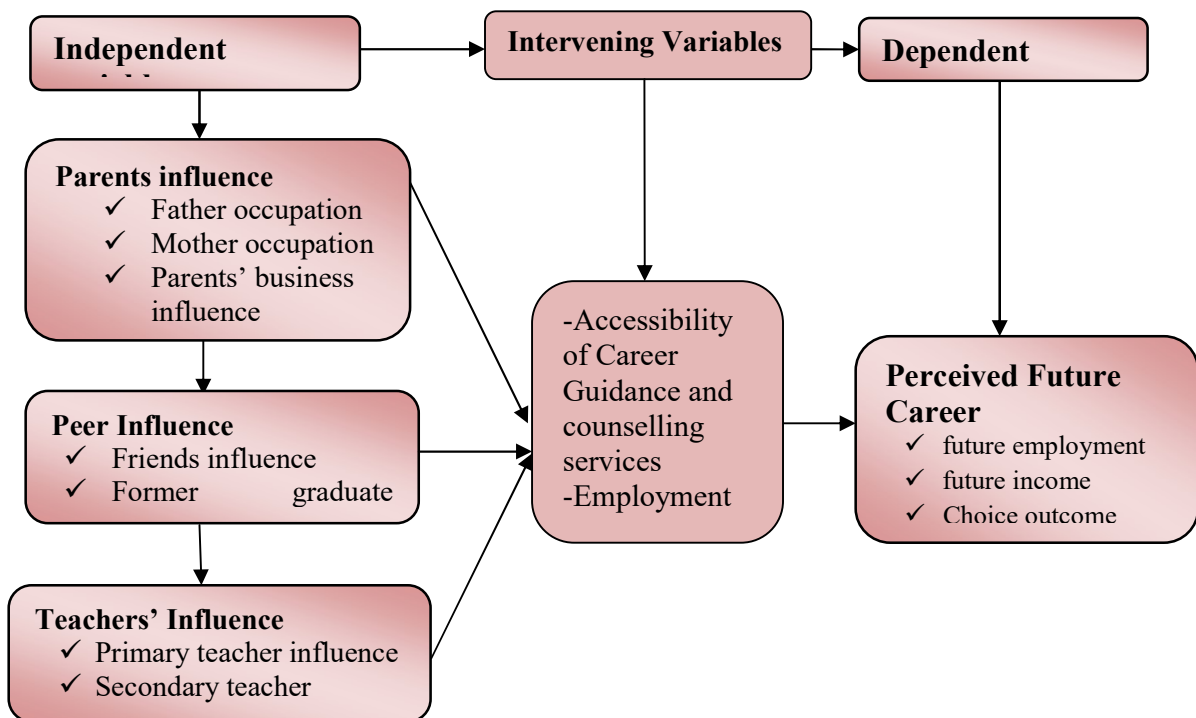 Independent
Intervening Variables
Dependent
Parents influence
✓ Father occupation
✓ Mother occupation
✓ Parents’ business
influence
Peer Influence
✓ Friends influence
✓ Former graduate
Teachers’ Influence
✓ Primary teacher influence
✓ Secondary teacher
-Accessibility
of Career
Guidance and
counselling
services
-Employment
Perceived Future
Career
✓ future employment
✓ future income
✓ Choice outcome